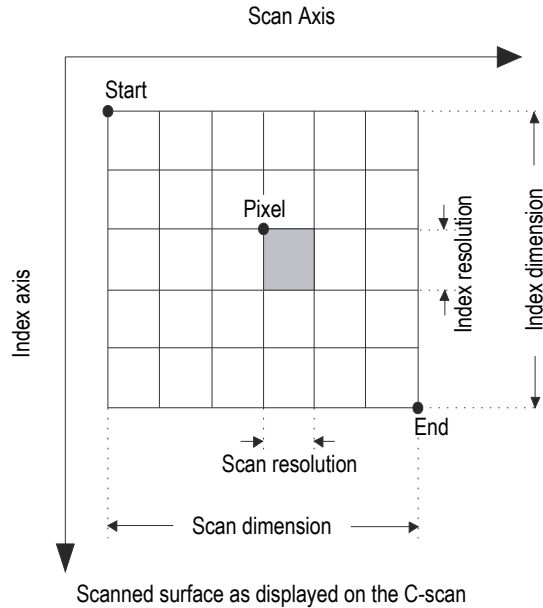 Scan Axis
Start
Pixel
Index resolution
Index dimension
Index axis
End
Scan resolution
Scan dimension
Scanned surface as displayed on the C-scan